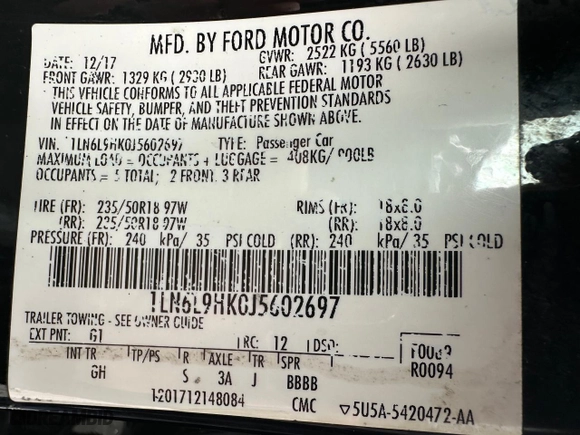 MFD. BY FORD MOTOR CO.
DATE: 12/17 GVWR: 2522 KG (5560 LB)
FRONT GAWR: 1329 KG (2930 LB) REAR GAWR: 1193 KG (2630 LB)
THIS VEHICLE CONFORMS TO ALL APPLICABLE FEDERAL MOTOR
VEHICLE SAFETY, BUMPER, AND THEFT PREVENTION STANDARDS
IN EFFECT ON THE DATE OF MANUFACTURE SHOWN ABOVE.
VIN: 1LN6L9HK0J5602697 TYPE: Passenger Car
MAXIMUM LOAD = OCCUPANTS + LUGGAGE = 408KG/900LB
OCCUPANTS = 5 TOTAL; 2 FRONT, 3 REAR
TIRE (FR): 235/50R18 97W RIMS (FR): 18x8.0
(RR): 235/50R18 97W (RR): 18x8.0
PRESSURE (FR): 240 kPa/ 35 PSI COLD (RR): 240 kPa/35 PSI COLD
1LN6L9HK0J5602697
TRAILER TOWING - SEE OWNER GUIDE
EXT PNT: G1 RC: 12 DSO: F0089
INT TR TP/PS R AXLE TR SPR R0094
GH S 3A J BBBB
1201712148084 CMC ▽5U5A-5420472-AA